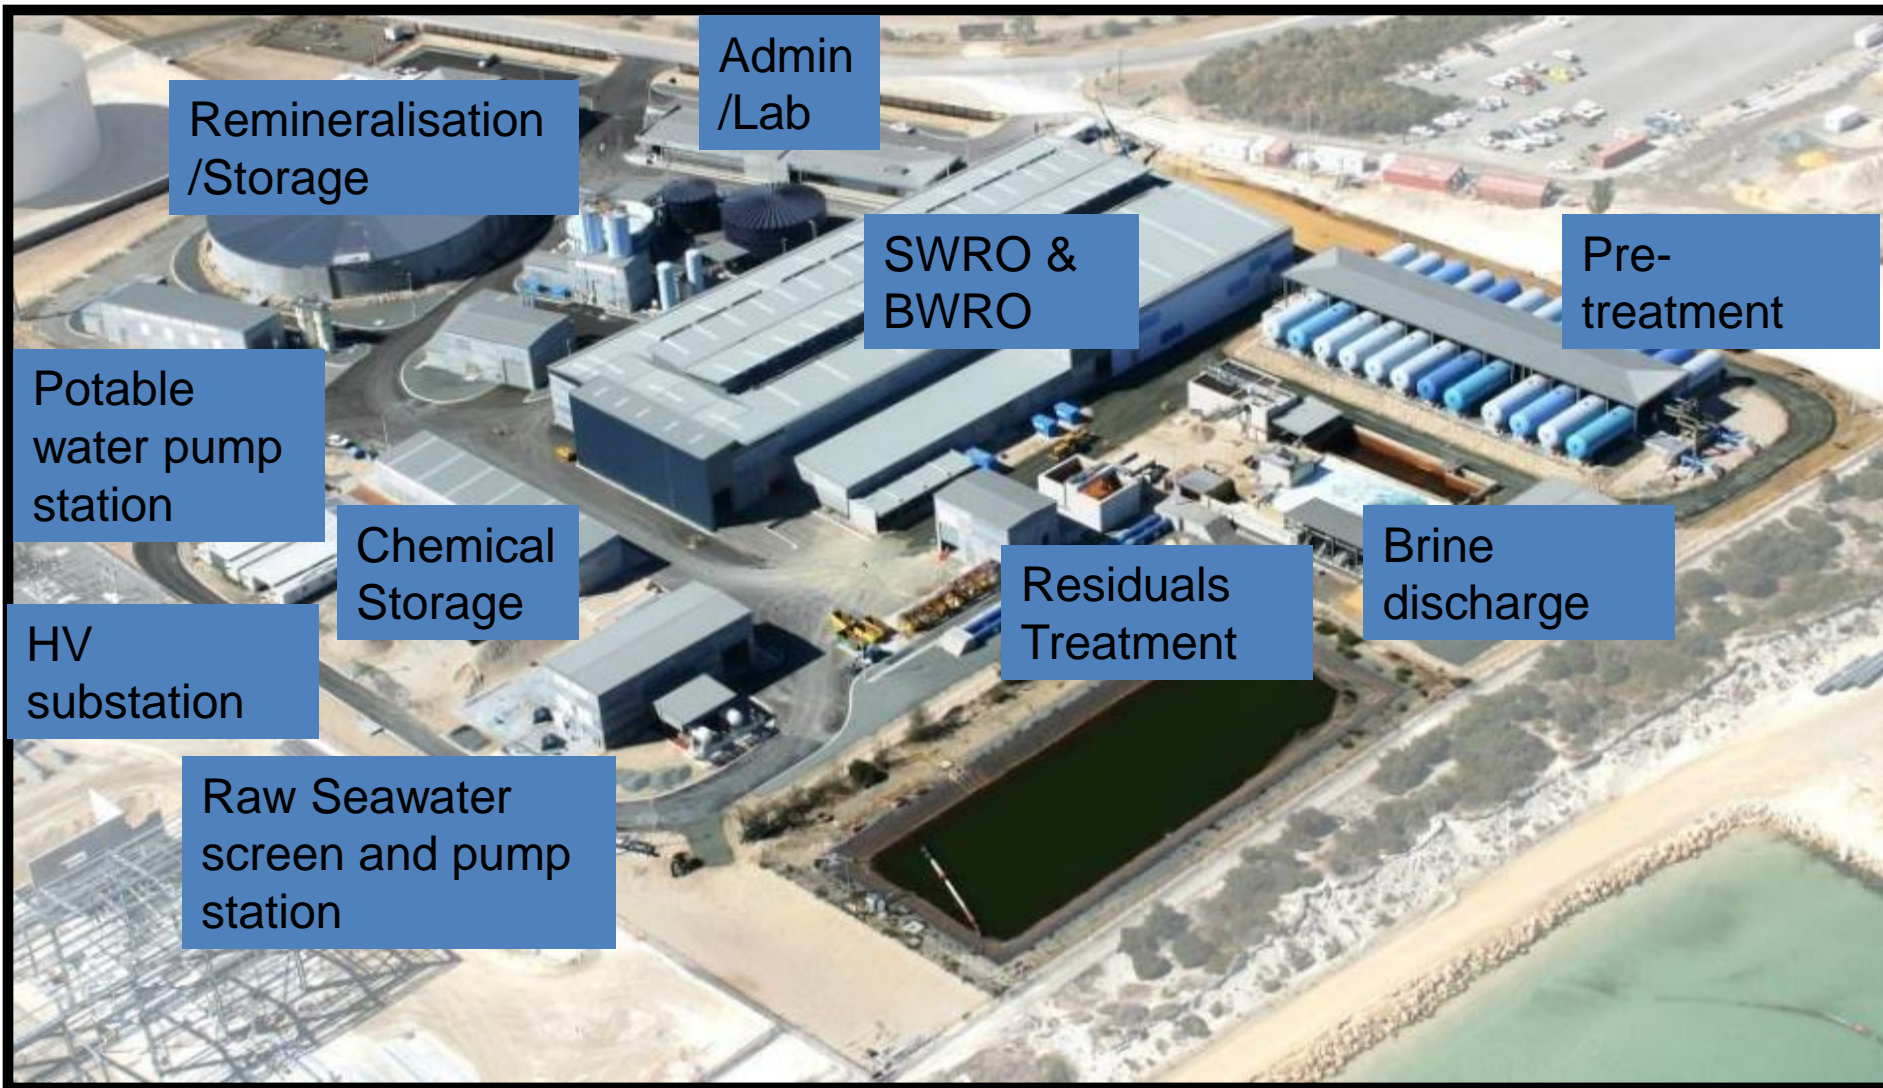 Admin
/Lab
Remineralisation
/Storage
SWRO &
BWRO
Pre-
treatment
Potable
water pump
station
Chemical
Storage
Brine
discharge
Residuals
Treatment
HV
substation
Raw Seawater
screen and pump
station